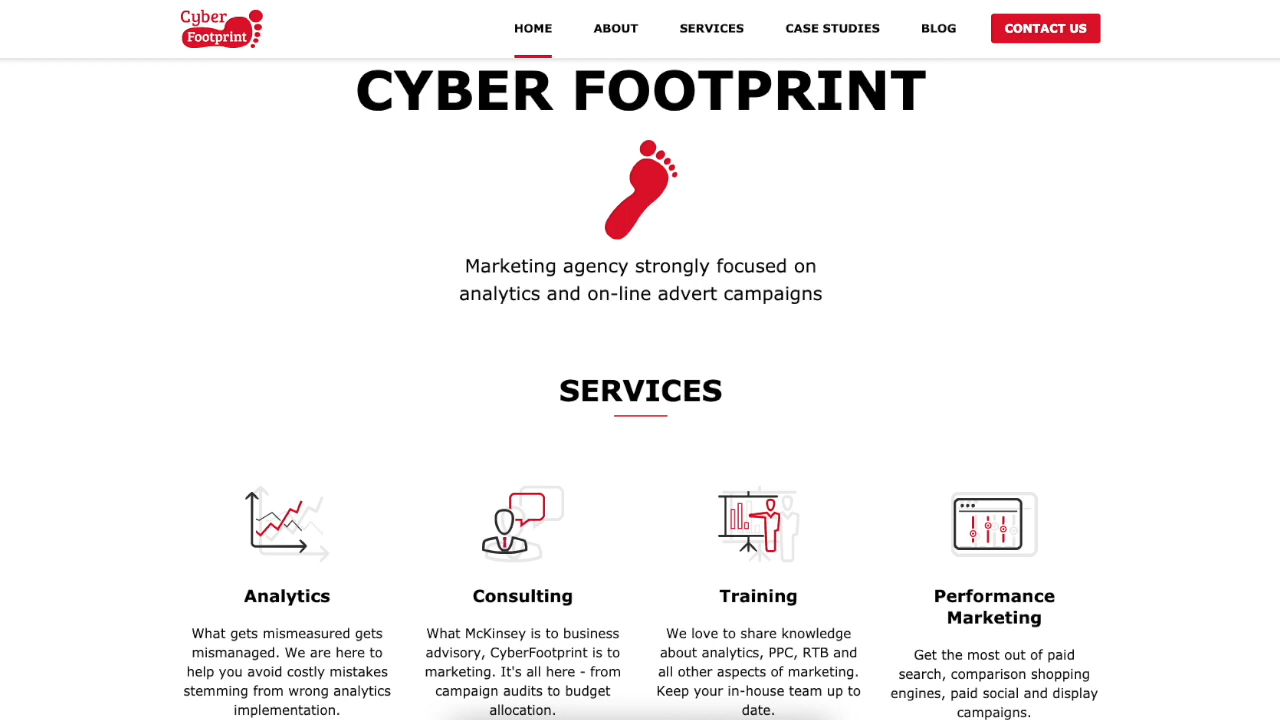 Cyber
Footprint
HOME ABOUT SERVICES CASE STUDIES BLOG CONTACT US
CYBER FOOTPRINT
Marketing agency strongly focused on
analytics and on-line advert campaigns
SERVICES
Analytics
What gets mismeasured gets
mismanaged. We are here to
help you avoid costly mistakes
stemming from wrong analytics
implementation.
Consulting
What McKinsey is to business
advisory, CyberFootprint is to
marketing. It's all here - from
campaign audits to budget
allocation.
Training
We love to share knowledge
about analytics, PPC, RTB and
all other aspects of marketing.
Keep your in-house team up to
date.
Performance
Marketing
Get the most out of paid
search, comparison shopping
engines, paid social and display
campaigns.